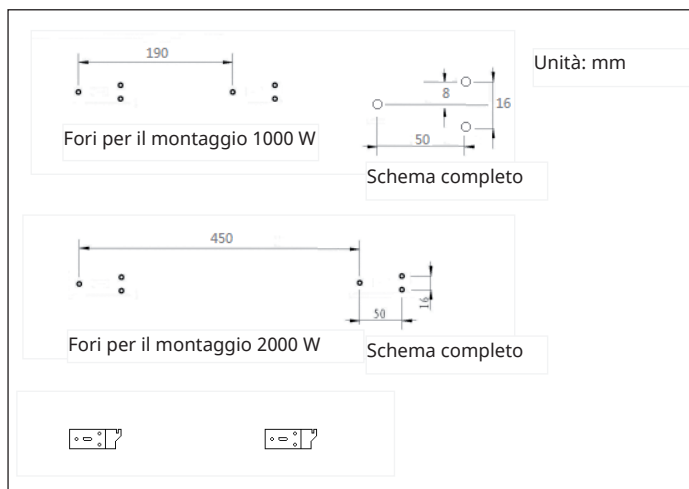 190
Unità: mm
8
16
Fori per il montaggio 1000 W
50
Schema completo
450
16
50
Fori per il montaggio 2000 W
Schema completo